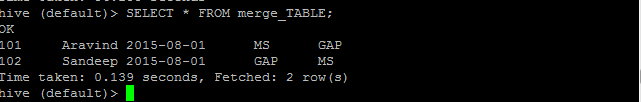 hive (default)> SELECT * FROM merge_TABLE;
OK
101 Aravind 2015-08-01 MS GAP
102 Sandeep 2015-08-01 GAP MS
Time taken: 0.139 seconds, Fetched: 2 row(s)
hive (default)>